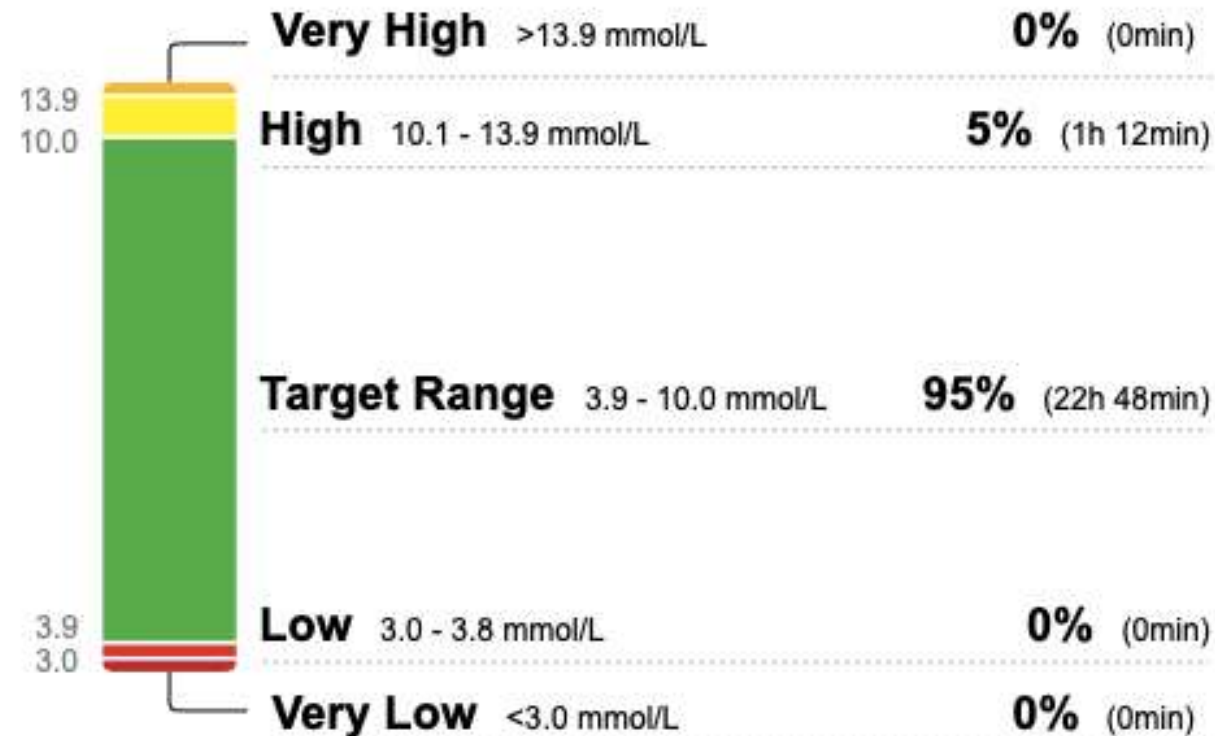 Very High >13.9 mmol/L 0% (0min)
13.9
High 10.1 - 13.9 mmol/L 5% (1h 12min)
10.0
Target Range 3.9 - 10.0 mmol/L 95% (22h 48min)
3.9
Low 3.0 - 3.8 mmol/L 0% (0min)
3.0
Very Low <3.0 mmol/L 0% (0min)